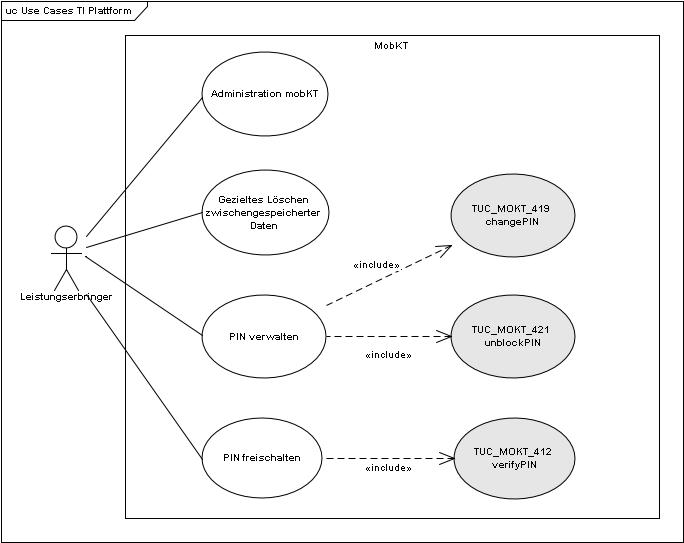 uc Use Cases TI Plattform
MobKT
Administration mobKT
Gezieltes Löschen
zwischengespeicherter
Daten
TUC_MOKT_419
changePIN
«include»
Leistungserbringer
PIN verwalten
TUC_MOKT_421
unblockPIN
«include»
PIN freischalten
TUC_MOKT_412
verifyPIN
«include»